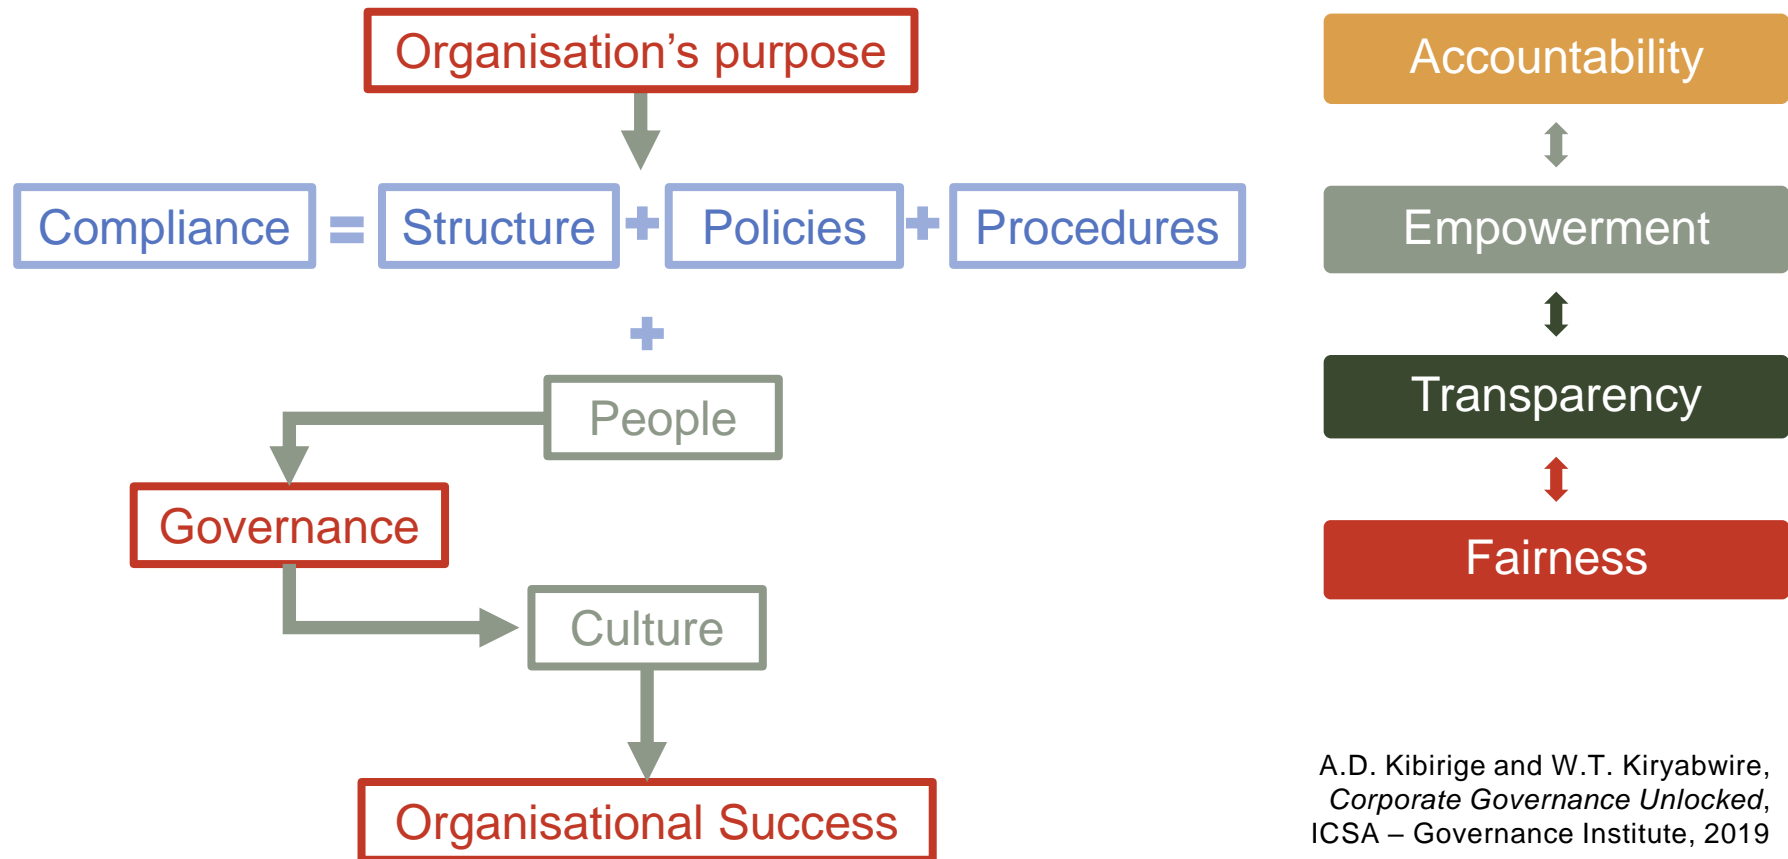 Organisation's purpose
Compliance = Structure + Policies + Procedures
+
People
Governance
Culture
Organisational Success
Accountability
Empowerment
Transparency
Fairness
A.D. Kibirige and W.T. Kiryabwire,
Corporate Governance Unlocked,
ICSA – Governance Institute, 2019